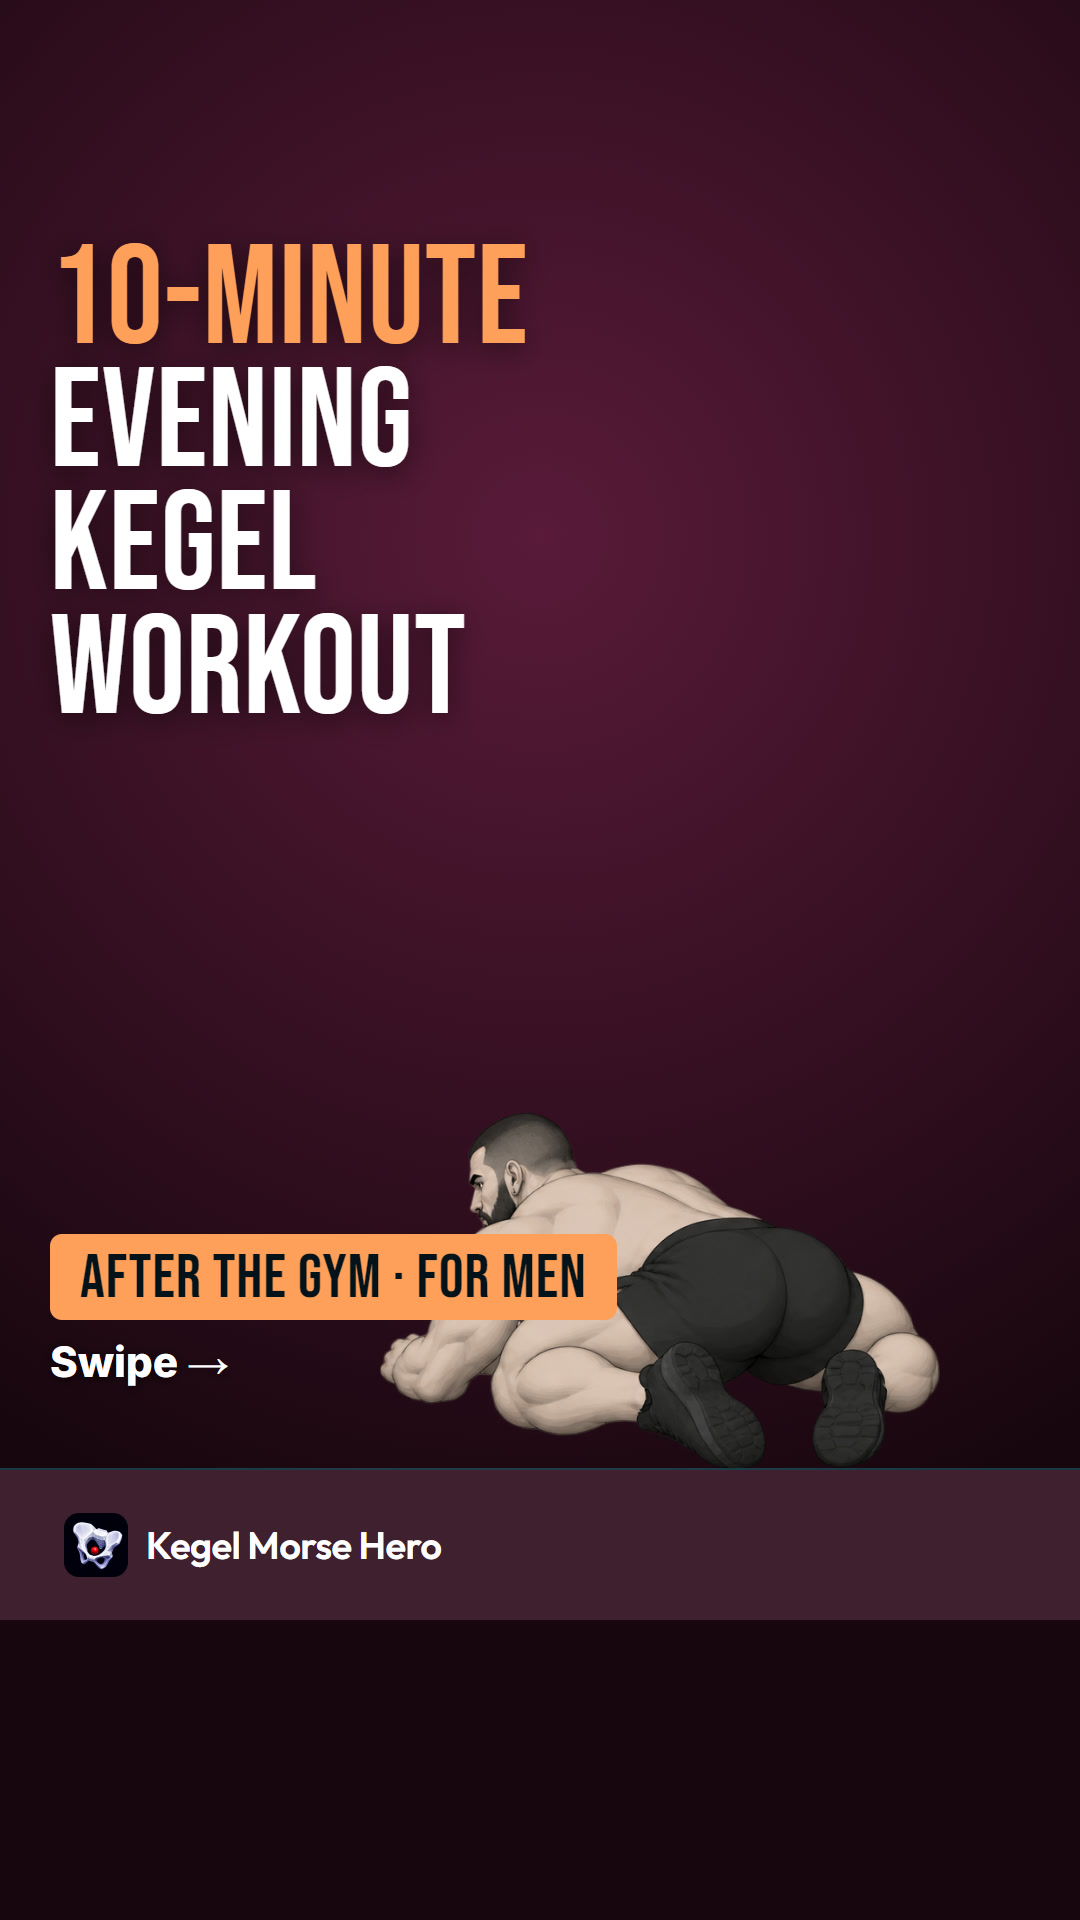 10-MINUTE
EVENING
KEGEL
WORKOUT
AFTER THE GYM · FOR MEN
Swipe →
Kegel Morse Hero